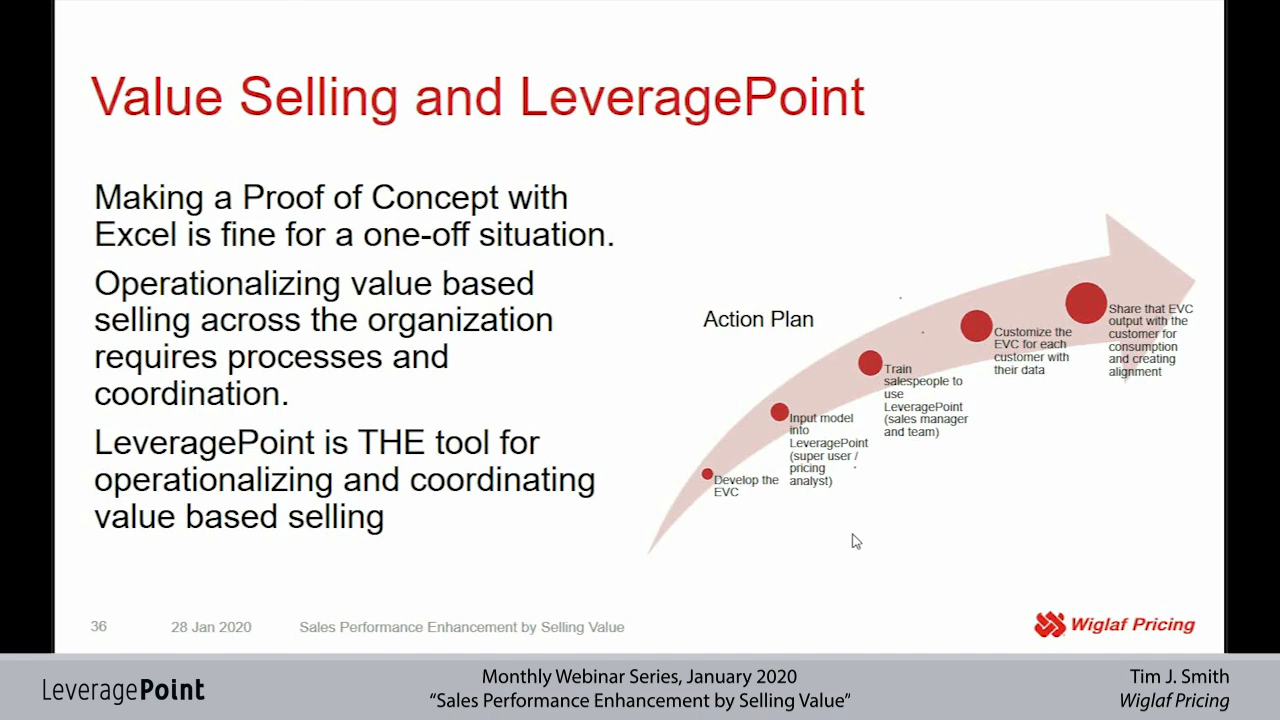 Value Selling and LeveragePoint
Making a Proof of Concept with
Excel is fine for a one-off situation.
Operationalizing value based
selling across the organization
requires processes and
coordination.
LeveragePoint is THE tool for
operationalizing and coordinating
value based selling
Action Plan
Develop the
EVC
Input model
into
LeveragePoint
(super user /
pricing
analyst)
Train
salespeople to
use
LeveragePoint
(sales manager
and team)
Customize the
EVC for each
customer with
their data
Share that EVC
output with the
customer for
consumption
and creating
alignment
36
28 Jan 2020
Sales Performance Enhancement by Selling Value
Wiglaf Pricing
LeveragePoint
Monthly Webinar Series, January 2020
“Sales Performance Enhancement by Selling Value”
Tim J. Smith
Wiglaf Pricing